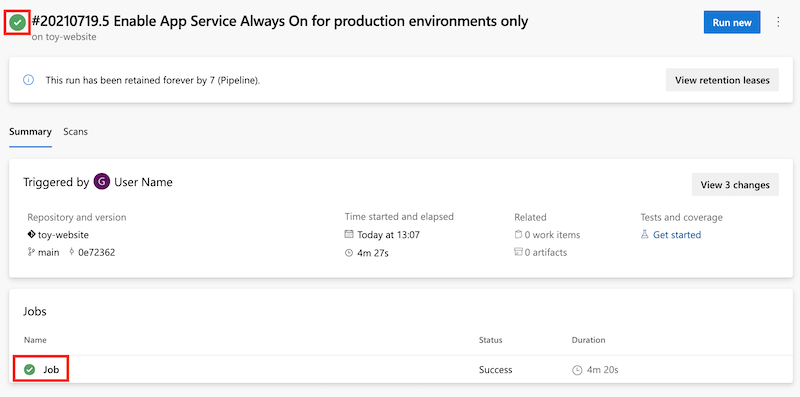 #20210719.5 Enable App Service Always On for production environments only
on toy-website
Run new
This run has been retained forever by 7 (Pipeline).
View retention leases
Summary Scans
Triggered by G User Name
View 3 changes
Repository and version
toy-website
main 0e72362
Time started and elapsed
Today at 13:07
4m 27s
Related
0 work items
0 artifacts
Tests and coverage
Get started
Jobs
Name Status Duration
Job Success 4m 20s